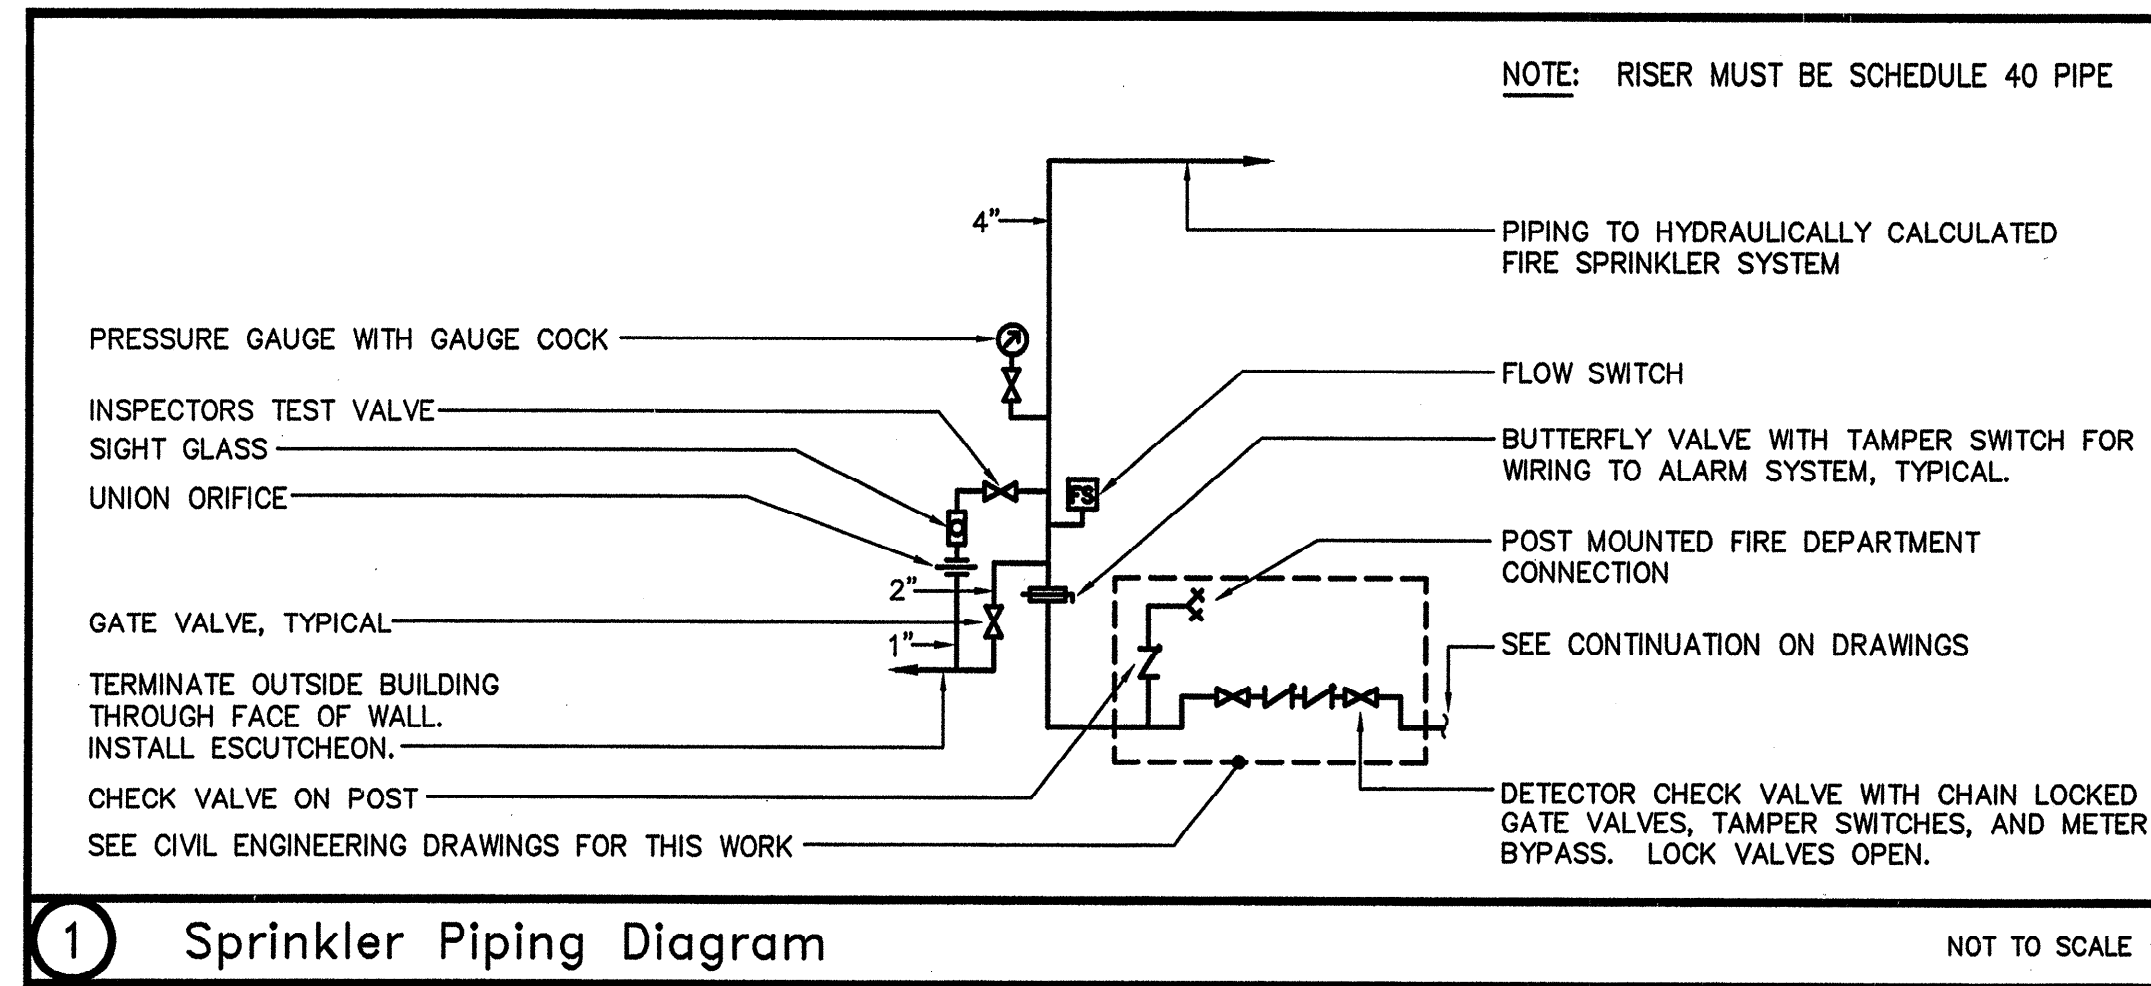 NOTE: RISER MUST BE SCHEDULE 40 PIPE
4"
PIPING TO HYDRAULICALLY CALCULATED
FIRE SPRINKLER SYSTEM
PRESSURE GAUGE WITH GAUGE COCK
FLOW SWITCH
INSPECTORS TEST VALVE
SIGHT GLASS
UNION ORIFICE
FS
BUTTERFLY VALVE WITH TAMPER SWITCH FOR
WIRING TO ALARM SYSTEM, TYPICAL.
POST MOUNTED FIRE DEPARTMENT
CONNECTION
2"
GATE VALVE, TYPICAL
1"
SEE CONTINUATION ON DRAWINGS
TERMINATE OUTSIDE BUILDING
THROUGH FACE OF WALL.
INSTALL ESCUTCHEON.
CHECK VALVE ON POST
SEE CIVIL ENGINEERING DRAWINGS FOR THIS WORK
DETECTOR CHECK VALVE WITH CHAIN LOCKED
GATE VALVES, TAMPER SWITCHES, AND METER
BYPASS. LOCK VALVES OPEN.
1 Sprinkler Piping Diagram
NOT TO SCALE